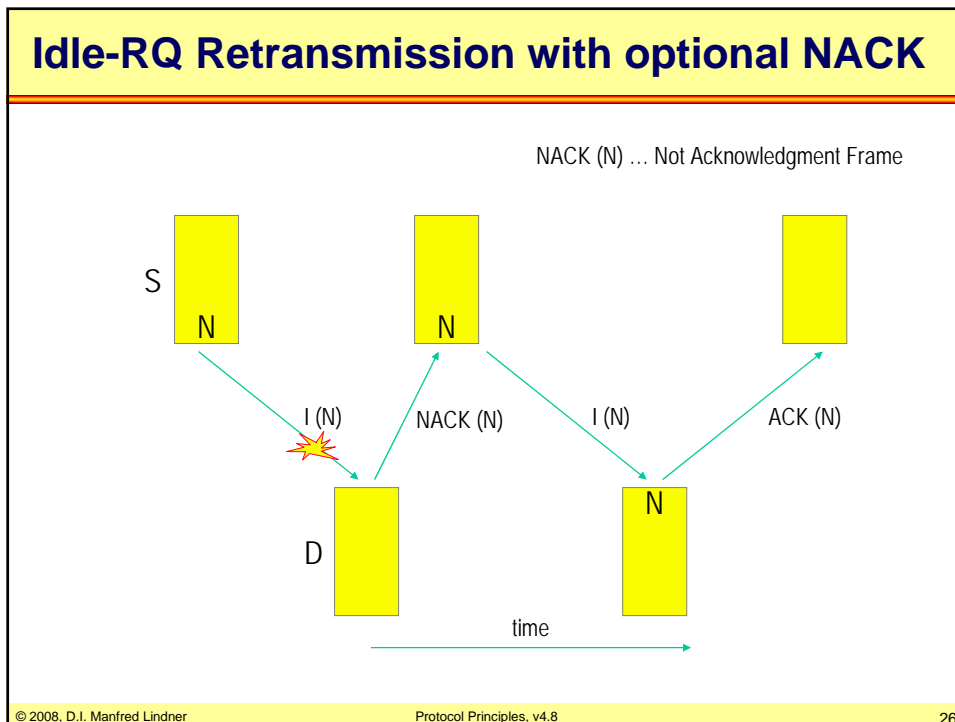 Idle-RQ Retransmission with optional NACK
NACK (N) … Not Acknowledgment Frame
S
N
N
I (N)
NACK (N)
I (N)
ACK (N)
D
N
time
© 2008, D.I. Manfred Lindner
Protocol Principles, v4.8
26